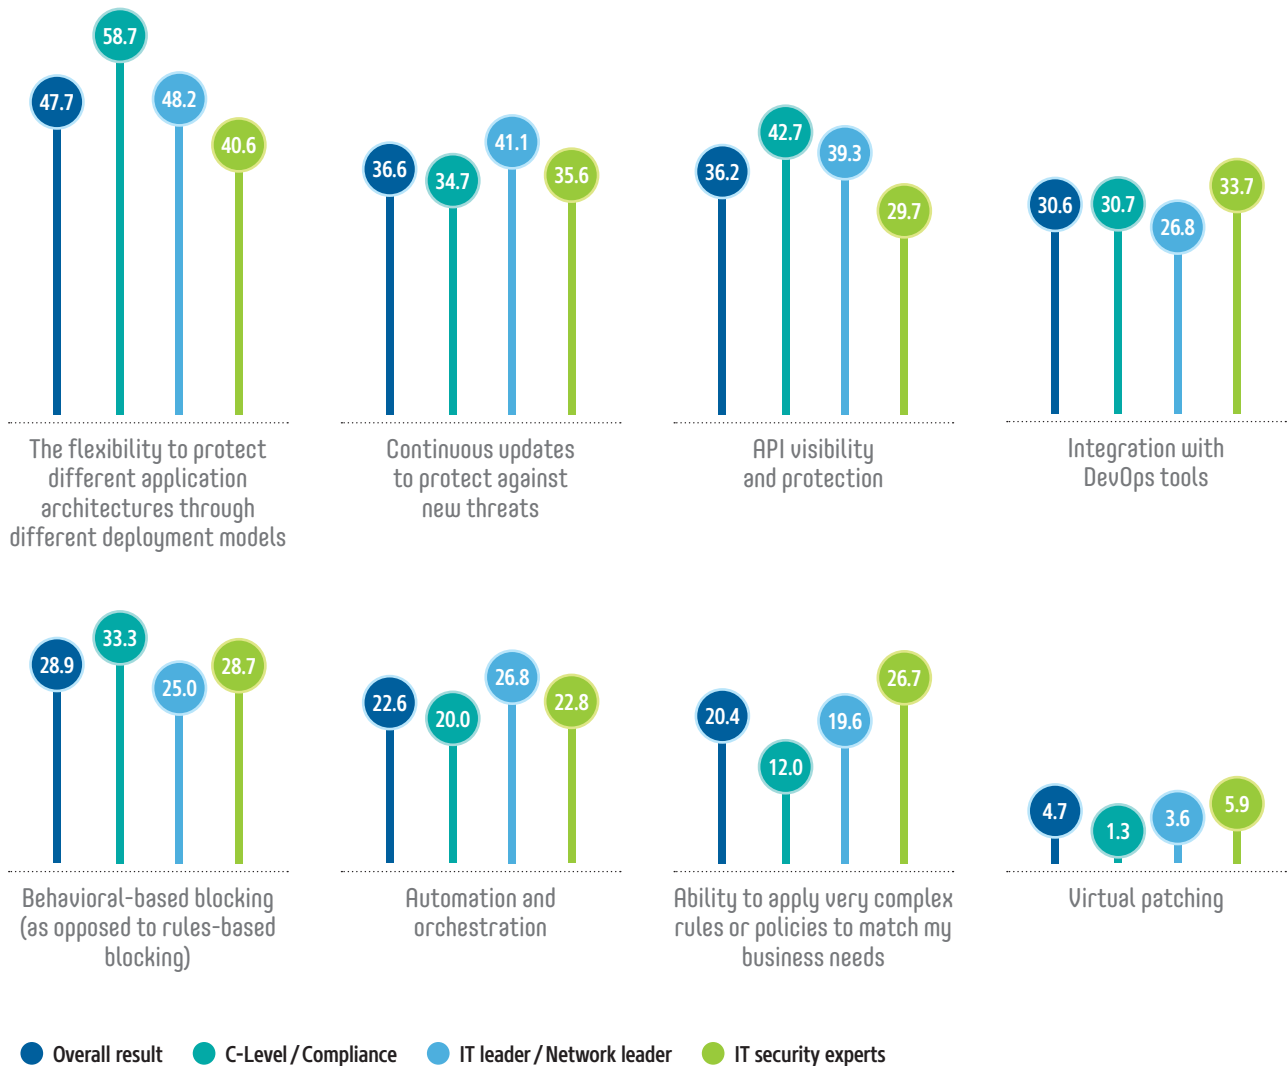 58.7
47.7
48.2
40.6
36.6
34.7
41.1
35.6
36.2
42.7
39.3
29.7
30.6
30.7
26.8
33.7
The flexibility to protect
different application
architectures through
different deployment models
Continuous updates
to protect against
new threats
API visibility
and protection
Integration with
DevOps tools
28.9
33.3
25.0
28.7
22.6
20.0
26.8
22.8
20.4
12.0
19.6
26.7
4.7
1.3
3.6
5.9
Behavioral-based blocking
(as opposed to rules-based
blocking)
Automation and
orchestration
Ability to apply very complex
rules or policies to match my
business needs
Virtual patching
Overall result
C-Level / Compliance
IT leader / Network leader
IT security experts